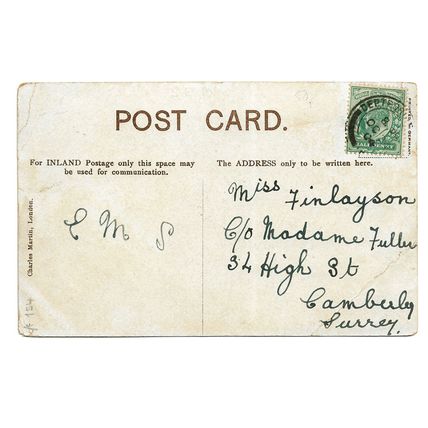 POST CARD.
For INLAND Postage only this space may
be used for communication.
The ADDRESS only to be written here.
E M S
Miss Finlayson
C/o Madame Fuller
34 High St
Camberley
Surrey.
Charles Martin, London.
HALFPENNY